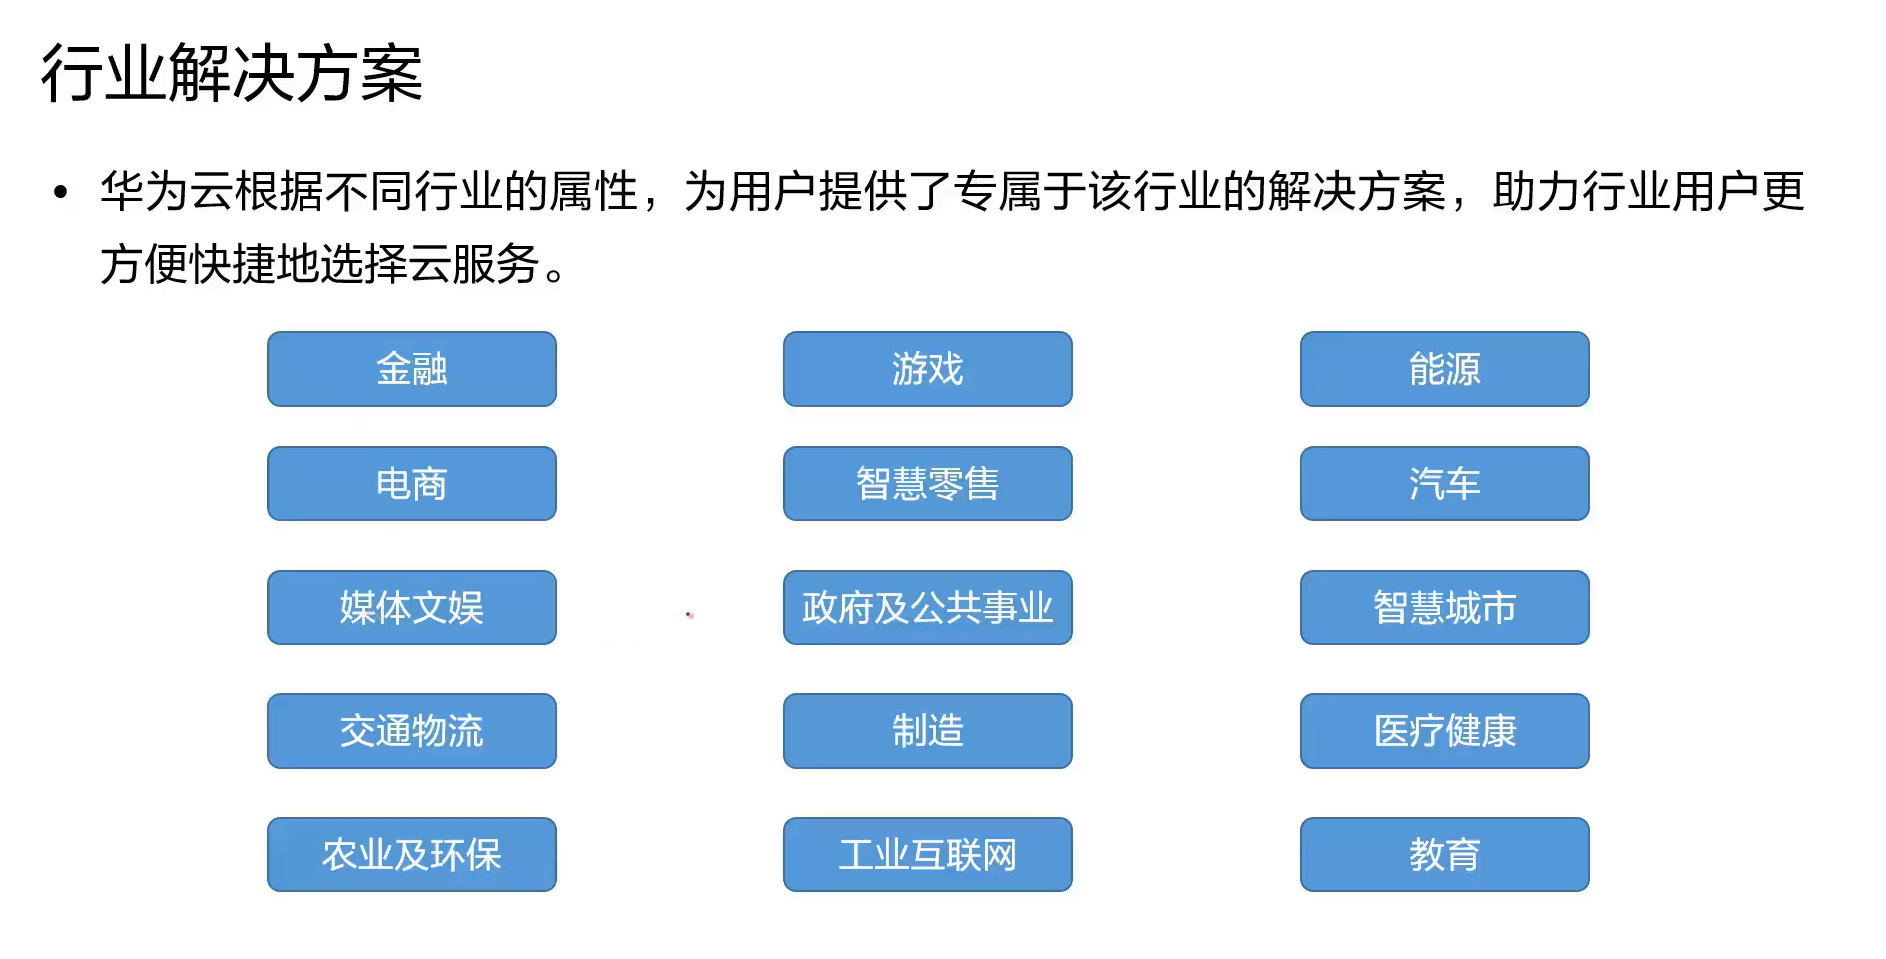 行业解决方案
• 华为云根据不同行业的属性，为用户提供了专属于该行业的解决方案，助力行业用户更
方便快捷地选择云服务。
金融 游戏 能源
电商 智慧零售 汽车
媒体文娱 政府及公共事业 智慧城市
交通物流 制造 医疗健康
农业及环保 工业互联网 教育